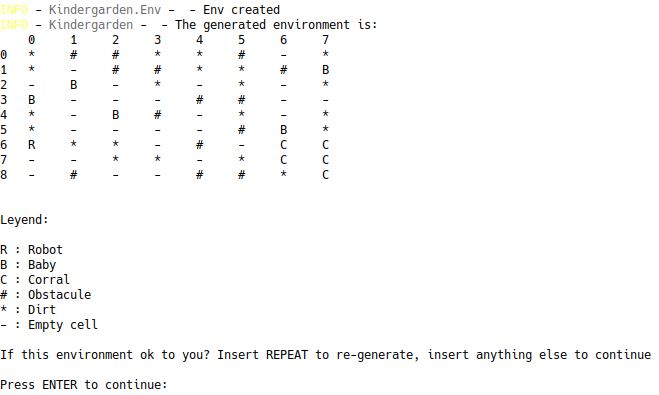 INFO - Kindergarden.Env -  - Env created
INFO - Kindergarden -  - The generated environment is:
    0     1     2     3     4     5     6     7
0   *     #     #     *     *     #     -     *
1   *     -     #     #     *     *     #     B
2   -     B     -     *     -     *     -     *
3   B     -     -     -     #     #     -     -
4   *     -     B     #     -     *     -     *
5   *     -     -     -     -     #     B     *
6   R     *     *     -     #     -     C     C
7   -     -     *     *     -     *     C     C
8   -     #     -     -     #     #     *     C
Leyend:
R : Robot
B : Baby
C : Corral
# : Obstacule
* : Dirt
- : Empty cell
If this environment ok to you? Insert REPEAT to re-generate, insert anything else to continue
Press ENTER to continue: